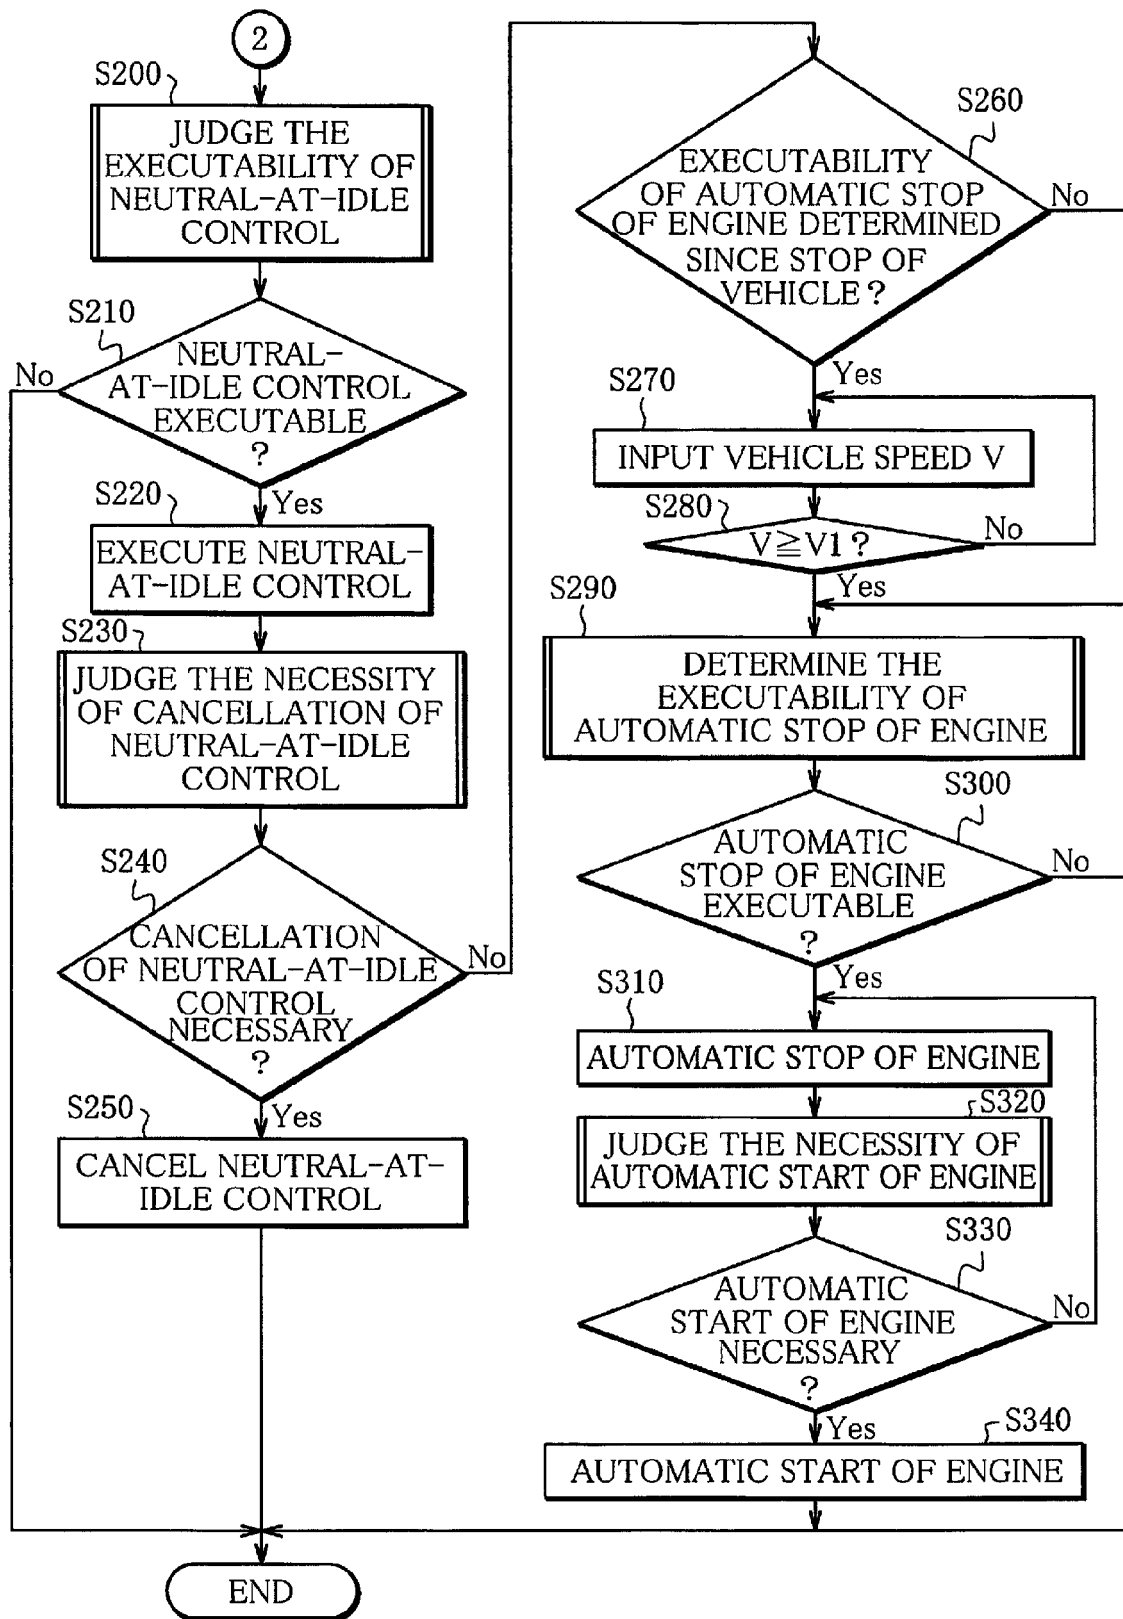 2
S200
JUDGE THE
EXECUTABILITY OF
NEUTRAL-AT-IDLE
CONTROL
S210
NEUTRAL-
AT-IDLE CONTROL
EXECUTABLE
?
No
Yes
S220
EXECUTE NEUTRAL-
AT-IDLE CONTROL
S230
JUDGE THE NECESSITY
OF CANCELLATION OF
NEUTRAL-AT-IDLE
CONTROL
S240
CANCELLATION
OF NEUTRAL-AT-IDLE
CONTROL
NECESSARY
?
No
Yes
S250
CANCEL NEUTRAL-AT-
IDLE CONTROL
END
S260
EXECUTABILITY
OF AUTOMATIC STOP
OF ENGINE DETERMINED
SINCE STOP OF
VEHICLE ?
No
Yes
S270
INPUT VEHICLE SPEED V
S280
V≧V1 ?
No
Yes
S290
DETERMINE THE
EXECUTABILITY OF
AUTOMATIC STOP OF ENGINE
S300
AUTOMATIC
STOP OF ENGINE
EXECUTABLE
?
No
Yes
S310
AUTOMATIC STOP OF ENGINE
S320
JUDGE THE NECESSITY OF
AUTOMATIC START OF ENGINE
S330
AUTOMATIC
START OF ENGINE
NECESSARY
?
No
Yes
S340
AUTOMATIC START OF ENGINE